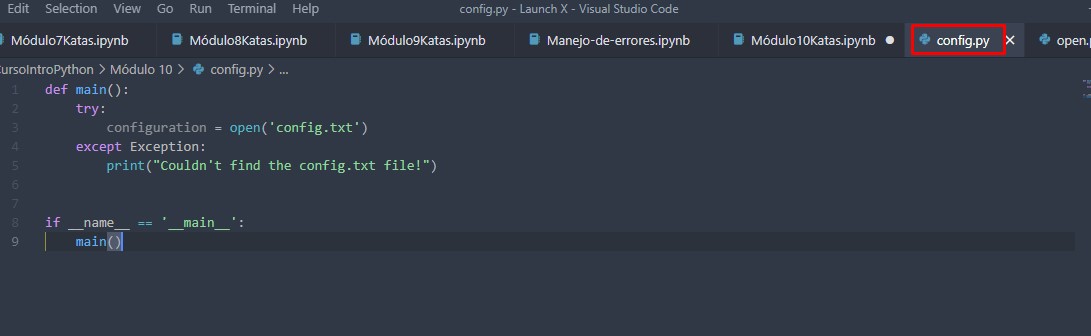 Edit Selection View Go Run Terminal Help config.py - Launch X - Visual Studio Code
Módulo7Katas.ipynb Módulo8Katas.ipynb Módulo9Katas.ipynb Manejo-de-errores.ipynb Módulo10Katas.ipynb config.py open.p
CursoIntroPython > Módulo 10 > config.py > ...
1 def main():
2 try:
3 configuration = open('config.txt')
4 except Exception:
5 print("Couldn't find the config.txt file!")
6
7
8 if __name__ == '__main__':
9 main()